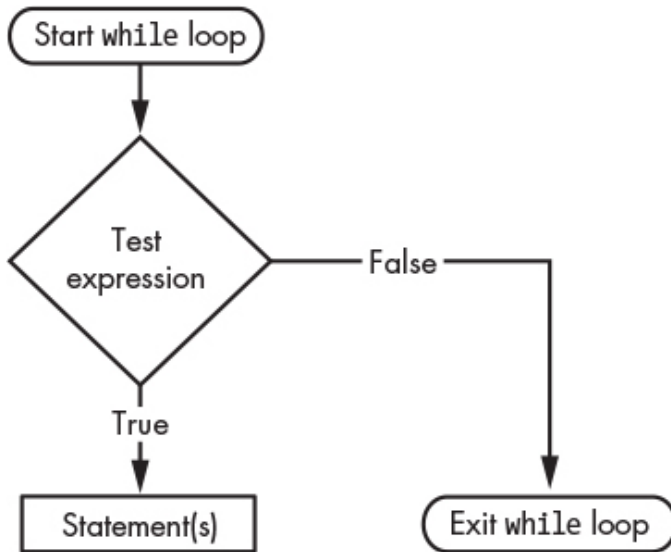 Start while loop
Test
expression
False
True
Statement(s)
Exit while loop